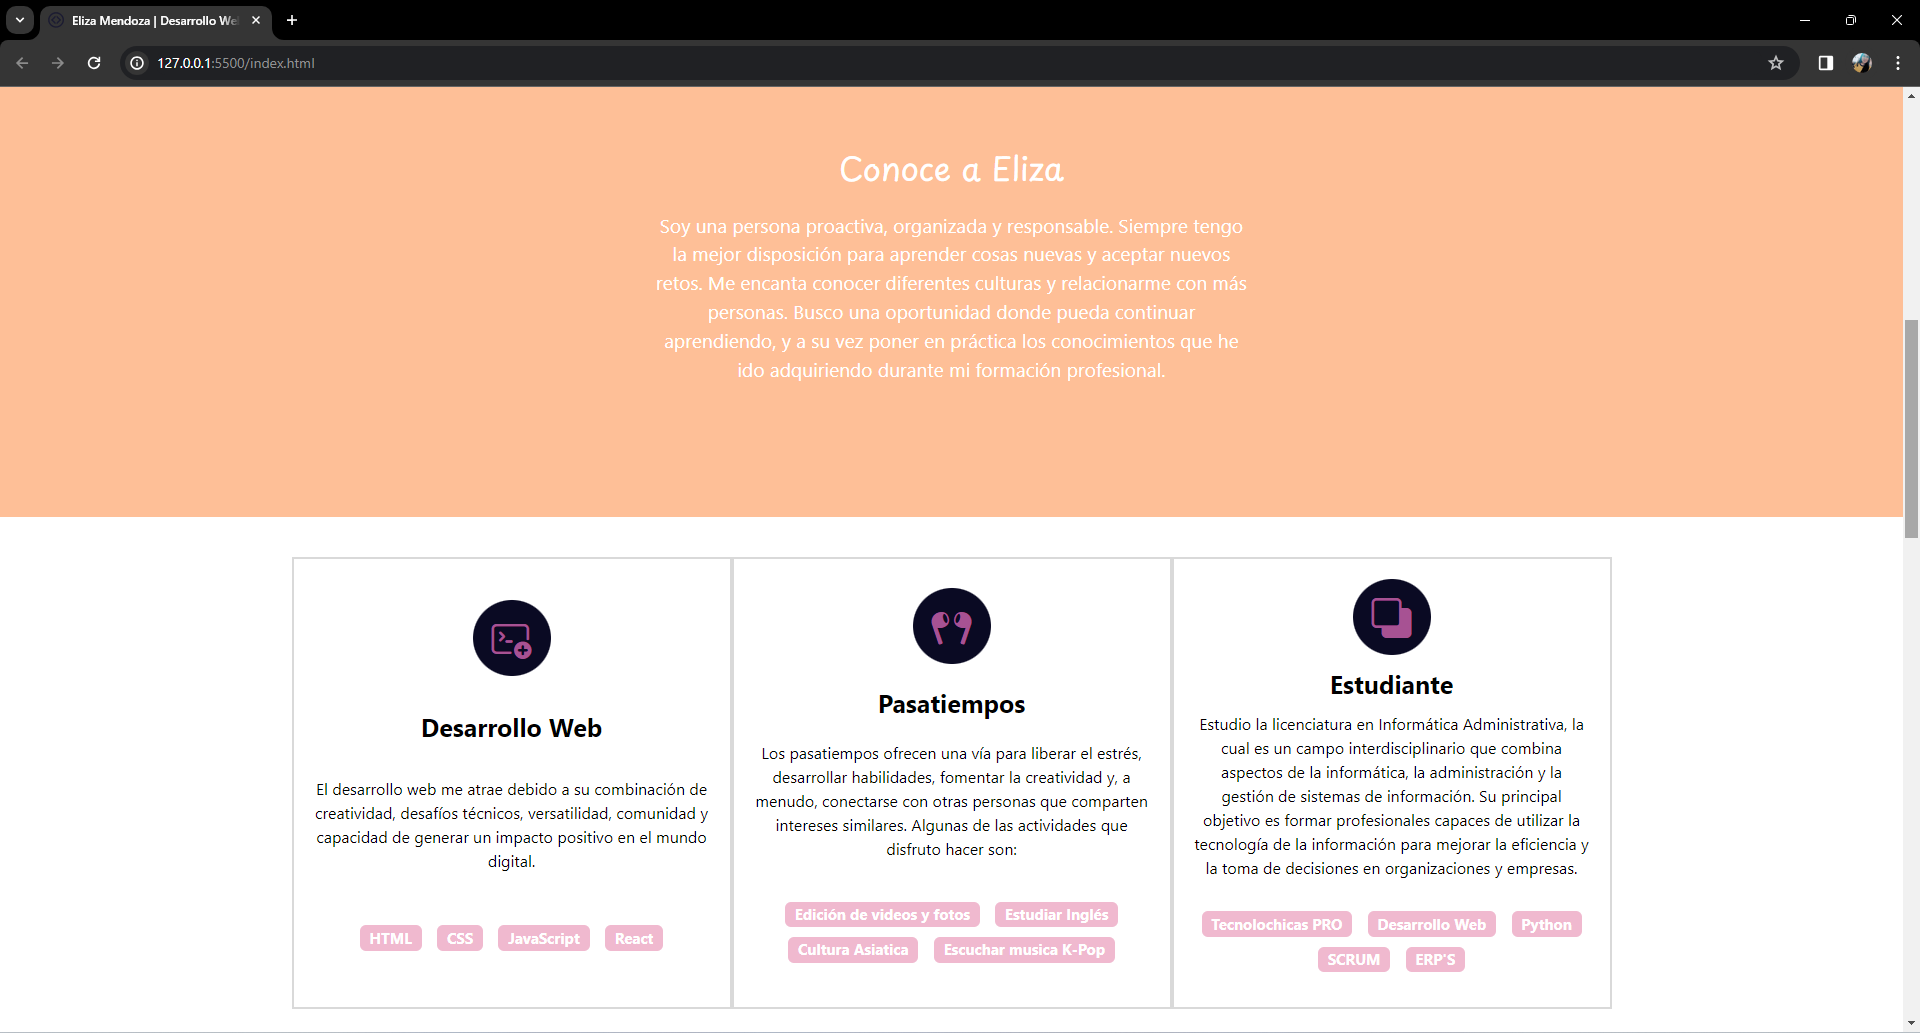 Eliza Mendoza | Desarrollo We
127.0.0.1:5500/index.html
Conoce a Eliza
Soy una persona proactiva, organizada y responsable. Siempre tengo
la mejor disposición para aprender cosas nuevas y aceptar nuevos
retos. Me encanta conocer diferentes culturas y relacionarme con más
personas. Busco una oportunidad donde pueda continuar
aprendiendo, y a su vez poner en práctica los conocimientos que he
ido adquiriendo durante mi formación profesional.
Desarrollo Web
El desarrollo web me atrae debido a su combinación de
creatividad, desafíos técnicos, versatilidad, comunidad y
capacidad de generar un impacto positivo en el mundo
digital.
HTML CSS JavaScript React
Pasatiempos
Los pasatiempos ofrecen una vía para liberar el estrés,
desarrollar habilidades, fomentar la creatividad y, a
menudo, conectarse con otras personas que comparten
intereses similares. Algunas de las actividades que
disfruto hacer son:
Edición de videos y fotos Estudiar Inglés
Cultura Asiatica Escuchar musica K-Pop
Estudiante
Estudio la licenciatura en Informática Administrativa, la
cual es un campo interdisciplinario que combina
aspectos de la informática, la administración y la
gestión de sistemas de información. Su principal
objetivo es formar profesionales capaces de utilizar la
tecnología de la información para mejorar la eficiencia y
la toma de decisiones en organizaciones y empresas.
Tecnolochicas PRO Desarrollo Web Python
SCRUM ERP'S